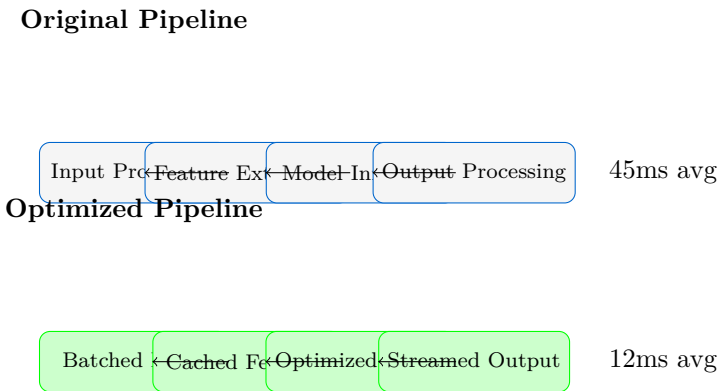 Original Pipeline
Input Pro Feature Ex Model In Output Processing 45ms avg
Optimized Pipeline
Batched Cached Fe Optimized Streamed Output 12ms avg